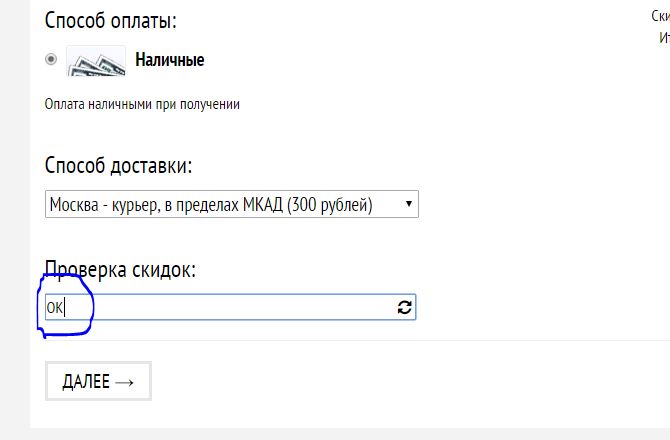 Способ оплаты:
Ски
Ит
Наличные
Оплата наличными при получении
Способ доставки:
Москва - курьер, в пределах МКАД (300 рублей)
Проверка скидок:
ОК
ДАЛЕЕ →